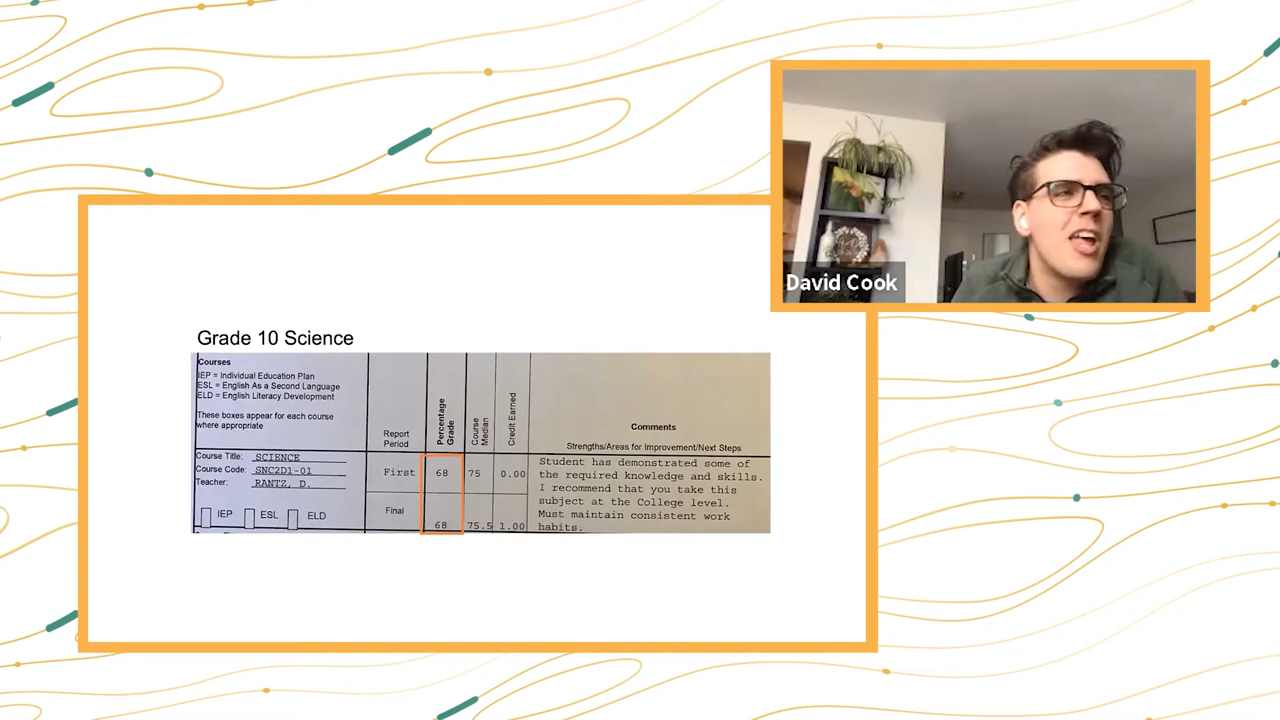 David Cook
Grade 10 Science
Courses
IEP = Individual Education Plan
ESL = English As a Second Language
ELD = English Literacy Development
These boxes appear for each course
where appropriate
Report
Period
Percentage
Grade
Course
Median
Credit Earned
Comments
Strengths/Areas for Improvement/Next Steps
Course Title: SCIENCE
Course Code: SNC2D1-01
Teacher: RANTZ, D.
IEP ESL ELD
First 68 75 0.00
Final
68 75.5 1.00
Student has demonstrated some of
the required knowledge and skills.
I recommend that you take this
subject at the College level.
Must maintain consistent work
habits.